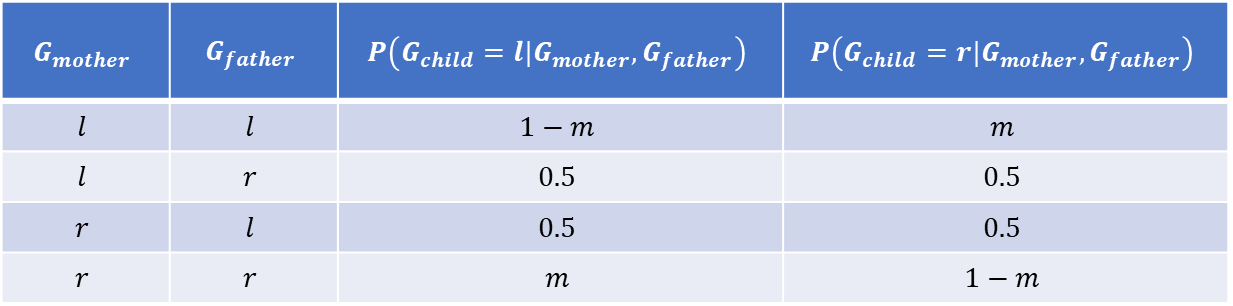 G_mother G_father P(G_child = l|G_mother, G_father) P(G_child = r|G_mother, G_father)
l l 1 − m m
l r 0.5 0.5
r l 0.5 0.5
r r m 1 − m